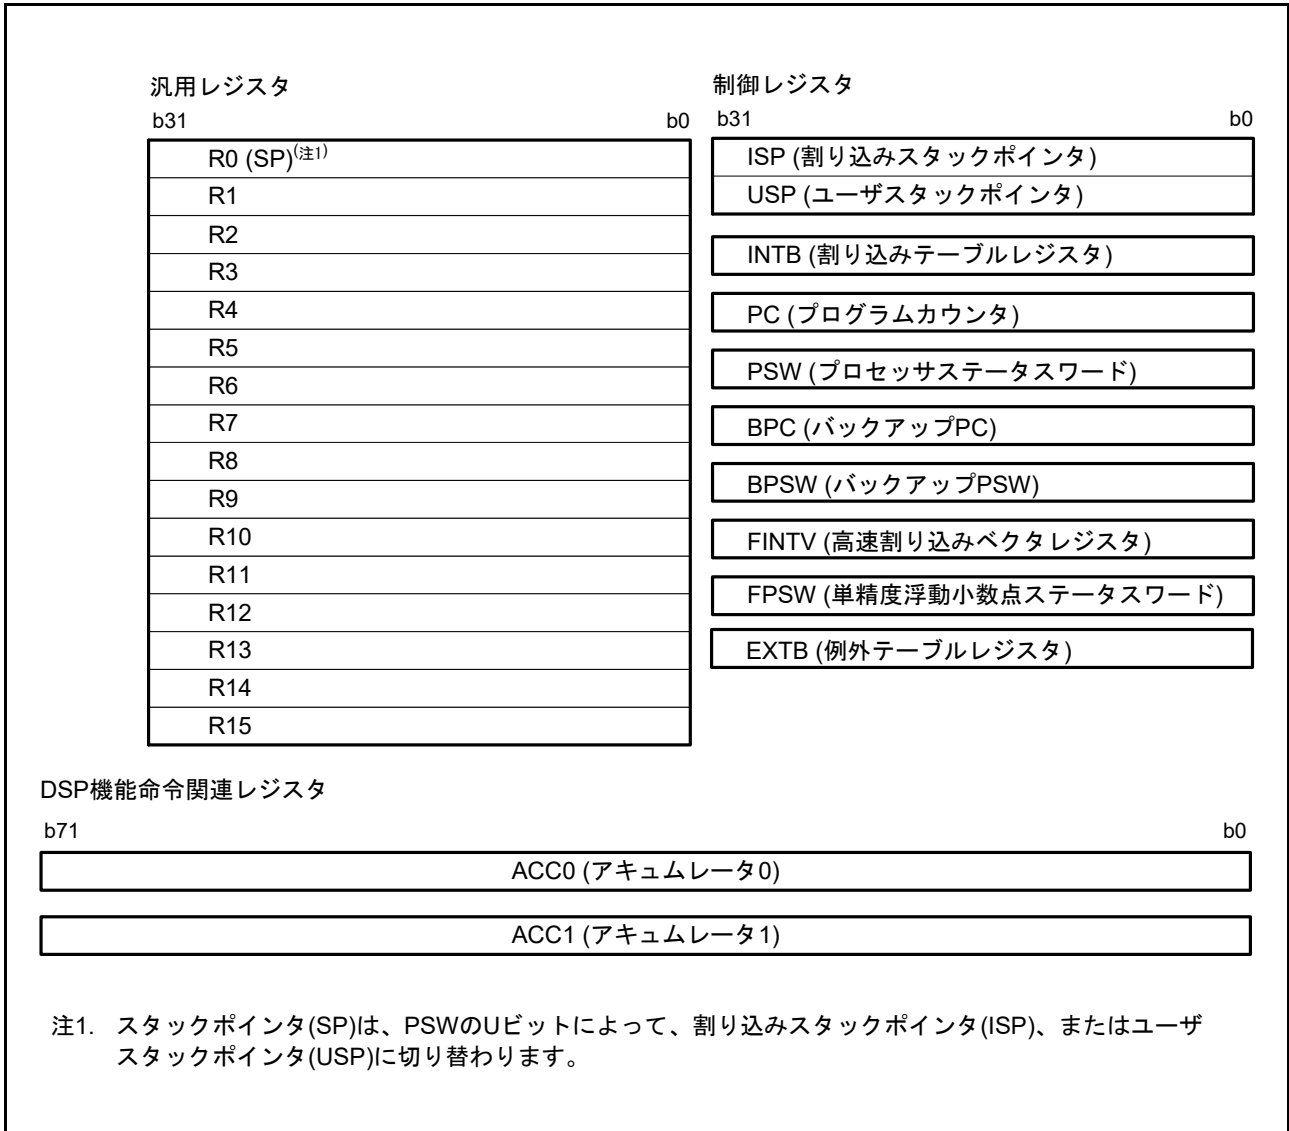 汎用レジスタ
b31 b0
R0 (SP)(注1)
R1
R2
R3
R4
R5
R6
R7
R8
R9
R10
R11
R12
R13
R14
R15
制御レジスタ
b31 b0
ISP (割り込みスタックポインタ)
USP (ユーザスタックポインタ)
INTB (割り込みテーブルレジスタ)
PC (プログラムカウンタ)
PSW (プロセッサステータスワード)
BPC (バックアップPC)
BPSW (バックアップPSW)
FINTV (高速割り込みベクタレジスタ)
FPSW (単精度浮動小数点ステータスワード)
EXTB (例外テーブルレジスタ)
DSP機能命令関連レジスタ
b71 b0
ACC0 (アキュムレータ0)
ACC1 (アキュムレータ1)
注1. スタックポインタ(SP)は、PSWのUビットによって、割り込みスタックポインタ(ISP)、またはユーザ
スタックポインタ(USP)に切り替わります。